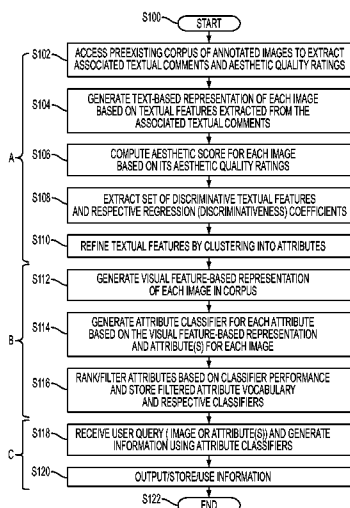 S100
START
S102
ACCESS PREEXISTING CORPUS OF ANNOTATED IMAGES TO EXTRACT
ASSOCIATED TEXTUAL COMMENTS AND AESTHETIC QUALITY RATINGS
S104
GENERATE TEXT-BASED REPRESENTATION OF EACH IMAGE
BASED ON TEXTUAL FEATURES EXTRACTED FROM THE
ASSOCIATED TEXTUAL COMMENTS
A
S106
COMPUTE AESTHETIC SCORE FOR EACH IMAGE
BASED ON ITS AESTHETIC QUALITY RATINGS
S108
EXTRACT SET OF DISCRIMINATIVE TEXTUAL FEATURES
AND RESPECTIVE REGRESSION (DISCRIMINATIVENESS) COEFFICIENTS
S110
REFINE TEXTUAL FEATURES BY CLUSTERING INTO ATTRIBUTES
S112
GENERATE VISUAL FEATURE-BASED REPRESENTATION
OF EACH IMAGE IN CORPUS
S114
GENERATE ATTRIBUTE CLASSIFIER FOR EACH ATTRIBUTE
BASED ON THE VISUAL FEATURE-BASED REPRESENTATION
AND ATTRIBUTE(S) FOR EACH IMAGE
B
S116
RANK/FILTER ATTRIBUTES BASED ON CLASSIFIER PERFORMANCE
AND STORE FILTERED ATTRIBUTE VOCABULARY
AND RESPECTIVE CLASSIFIERS
S118
RECEIVE USER QUERY ( IMAGE OR ATTRIBUTE(S)) AND GENERATE
INFORMATION USING ATTRIBUTE CLASSIFIERS
C
S120
OUTPUT/STORE/USE INFORMATION
S122
END